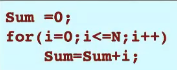 Sum =0;
for(i=0;i<=N;i++)
Sum=Sum+i;